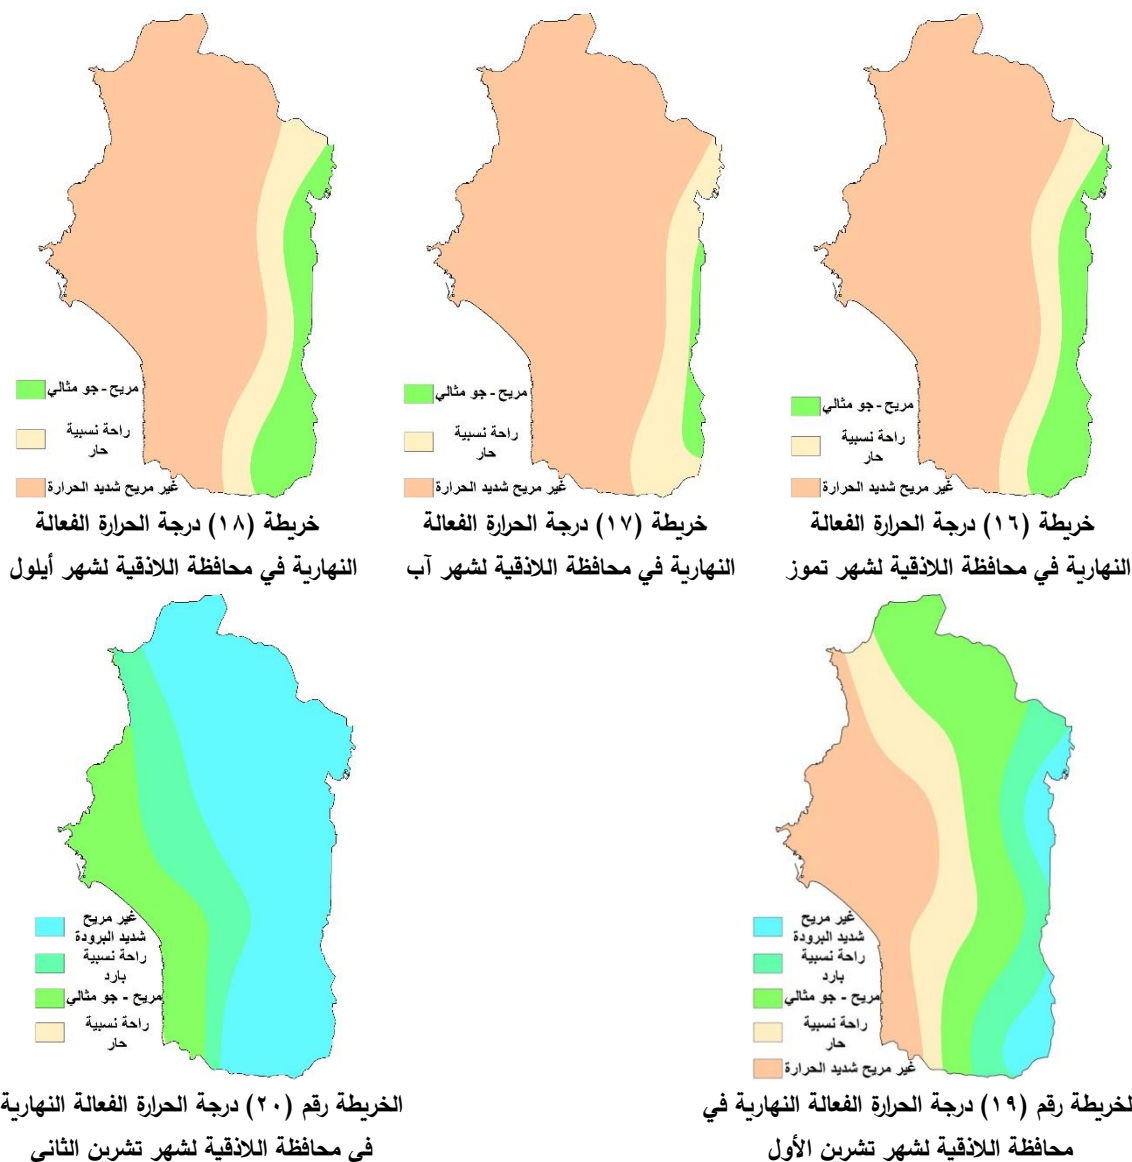 مريح - جو مثالي
راحة نسبية
حار
غير مريح شديد الحرارة
خريطة (١٦) درجة الحرارة الفعالة
النهارية في محافظة اللاذقية لشهر تموز
مريح - جو مثالي
راحة نسبية
حار
غير مريح شديد الحرارة
خريطة (١٧) درجة الحرارة الفعالة
النهارية في محافظة اللاذقية لشهر آب
مريح - جو مثالي
راحة نسبية
حار
غير مريح شديد الحرارة
خريطة (١٨) درجة الحرارة الفعالة
النهارية في محافظة اللاذقية لشهر أيلول
غير مريح
شديد البرودة
راحة نسبية
بارد
مريح - جو مثالي
راحة نسبية
حار
غير مريح شديد الحرارة
لخريطة رقم (١٩) درجة الحرارة الفعالة النهارية في
محافظة اللاذقية لشهر تشرين الأول
غير مريح
شديد البرودة
راحة نسبية
بارد
مريح - جو مثالي
راحة نسبية
حار
الخريطة رقم (٢٠) درجة الحرارة الفعالة النهارية
في محافظة اللاذقية لشهر تشرين الثاني